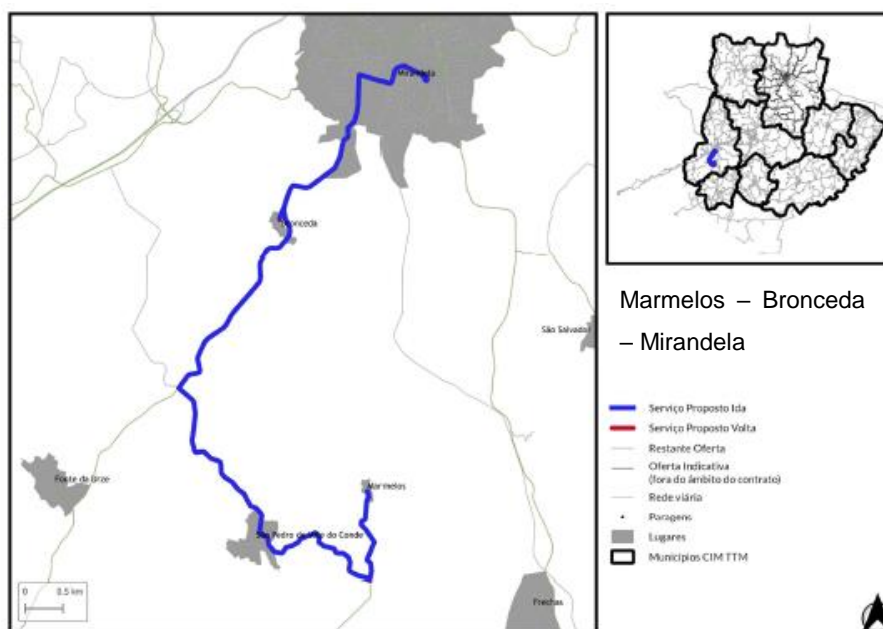 Mirandela
Bronceda
São Salvador
Fonte da Urze
Marmelos
São Pedro de Vale do Conde
Frechas
0 0.5 km
Marmelos – Bronceda
– Mirandela
Serviço Proposto Ida
Serviço Proposto Volta
Restante Oferta
Oferta Indicativa
(fora do âmbito do contrato)
Rede viária
Paragens
Lugares
Municípios CIM TTM